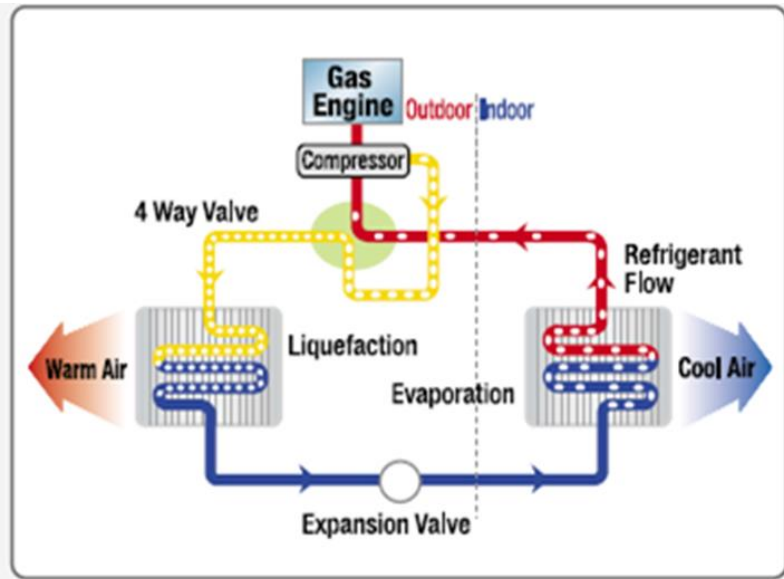 Gas
Engine
Outdoor Indoor
Compressor
4 Way Valve
Refrigerant
Flow
Liquefaction
Warm Air
Cool Air
Evaporation
Expansion Valve